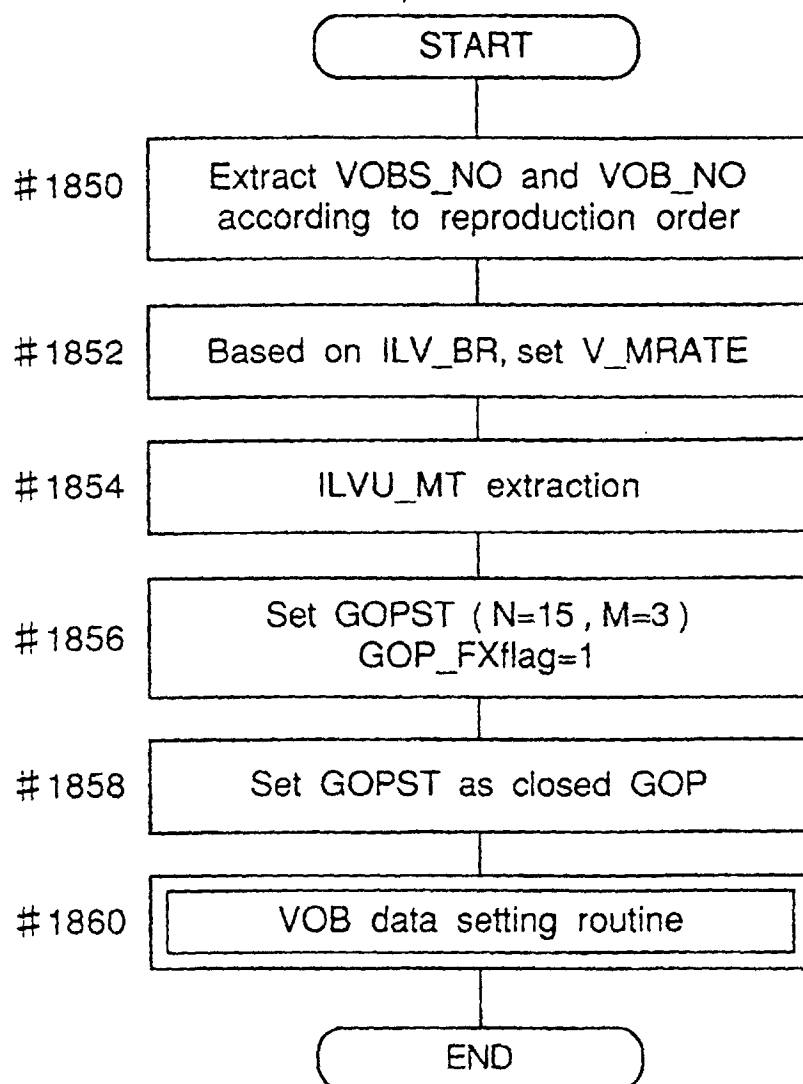 START
#1850
Extract VOBS_NO and VOB_NO
according to reproduction order
#1852
Based on ILV_BR, set V_MRATE
#1854
ILVU_MT extraction
#1856
Set GOPST (N=15, M=3)
GOP_FXflag=1
#1858
Set GOPST as closed GOP
#1860
VOB data setting routine
END